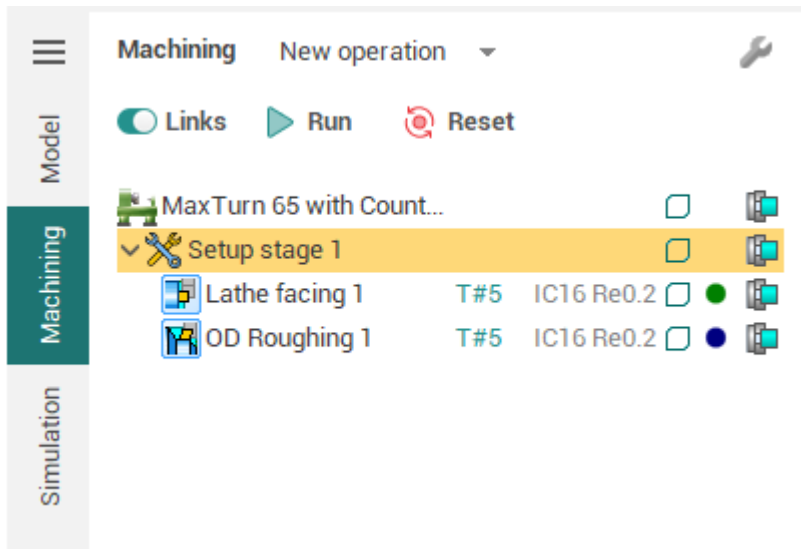 Machining New operation
Links Run Reset
Model
Machining
Simulation
MaxTurn 65 with Count...
Setup stage 1
Lathe facing 1 T#5 IC16 Re0.2
OD Roughing 1 T#5 IC16 Re0.2